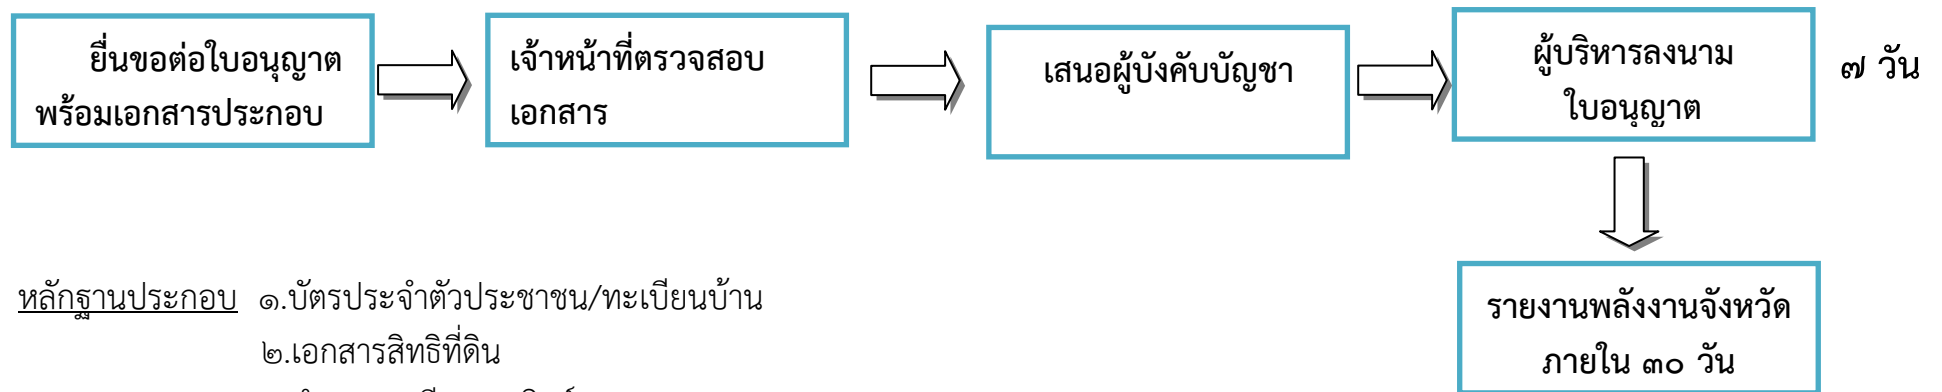 ยื่นขอต่อใบอนุญาต
พร้อมเอกสารประกอบ
เจ้าหน้าที่ตรวจสอบ
เอกสาร
เสนอผู้บังคับบัญชา
ผู้บริหารลงนาม
ใบอนุญาต
๗ วัน
รายงานพลังงานจังหวัด
ภายใน ๓๐ วัน
หลักฐานประกอบ ๑.บัตรประจำตัวประชาชน/ทะเบียนบ้าน
๒.เอกสารสิทธิที่ดิน